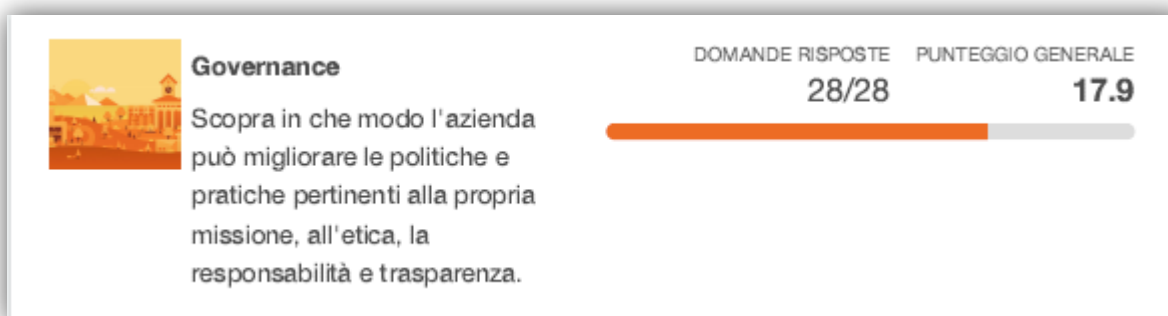 Governance
Scopra in che modo l'azienda
può migliorare le politiche e
pratiche pertinenti alla propria
missione, all'etica, la
responsabilità e trasparenza.
DOMANDE RISPOSTE
28/28
PUNTEGGIO GENERALE
17.9